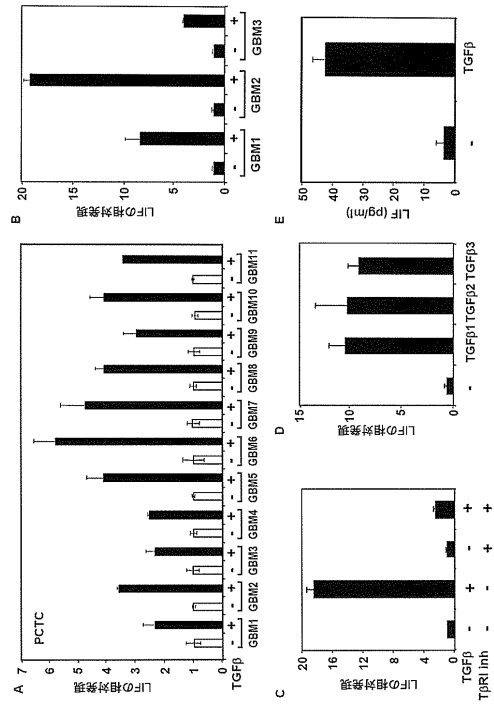 A
LIFの相対発現
7
6
5
4
3
2
1
0
PCTC
TGFβ - + - + - + - + - + - + - + - + - + - + - +
GBM1 GBM2 GBM3 GBM4 GBM5 GBM6 GBM7 GBM8 GBM9 GBM10 GBM11
B
LIFの相対発現
20
15
10
5
0
- + - + - +
GBM1 GBM2 GBM3
C
LIFの相対発現
20
16
12
8
4
0
TGFβ - + - +
TβRI Inh - - + +
D
LIFの相対発現
15
10
5
0
- TGFβ1 TGFβ2 TGFβ3
E
LIF (pg/ml)
50
40
30
20
10
0
- TGFβ